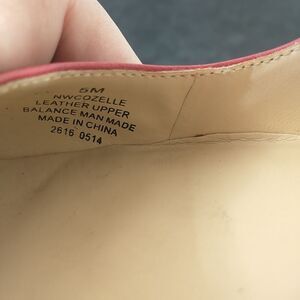 5M
NWCOZELLE
LEATHER UPPER
BALANCE MAN MADE
MADE IN CHINA
2616 0514